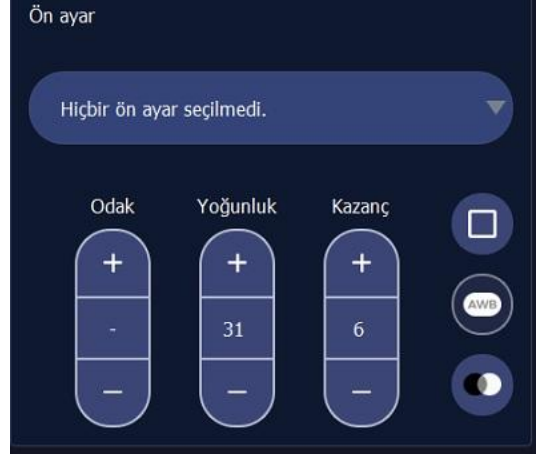 Ön ayar
Hiçbir ön ayar seçilmedi.
Odak Yoğunluk Kazanç
+ + +
- 31 6
− − −
AWB